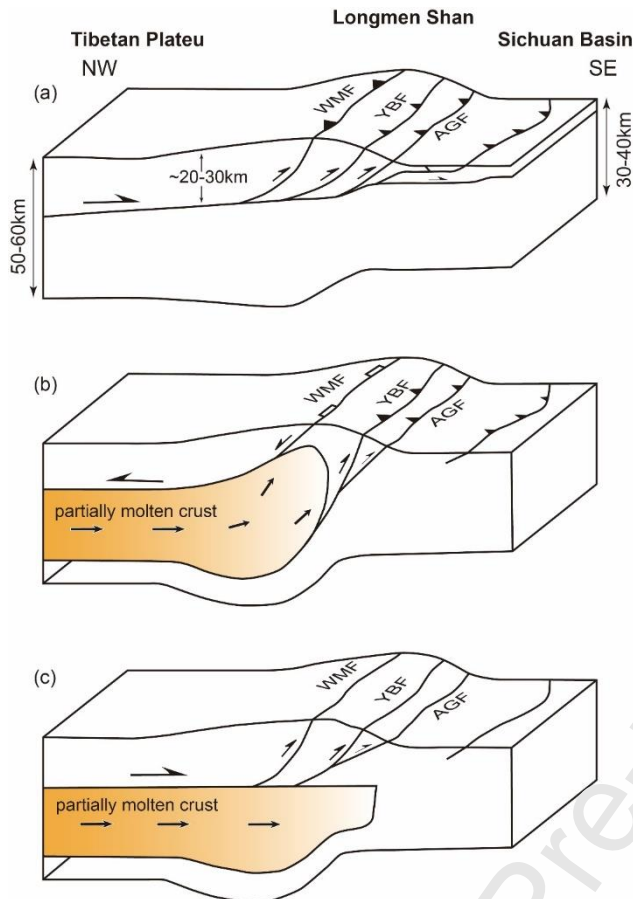 Longmen Shan
Tibetan Plateu
Sichuan Basin
NW
SE
(a)
WMF
YBF
AGF
~20-30km
50-60km
30-40km
(b)
WMF
YBF
AGF
partially molten crust
(c)
WMF
YBF
AGF
partially molten crust
Pre